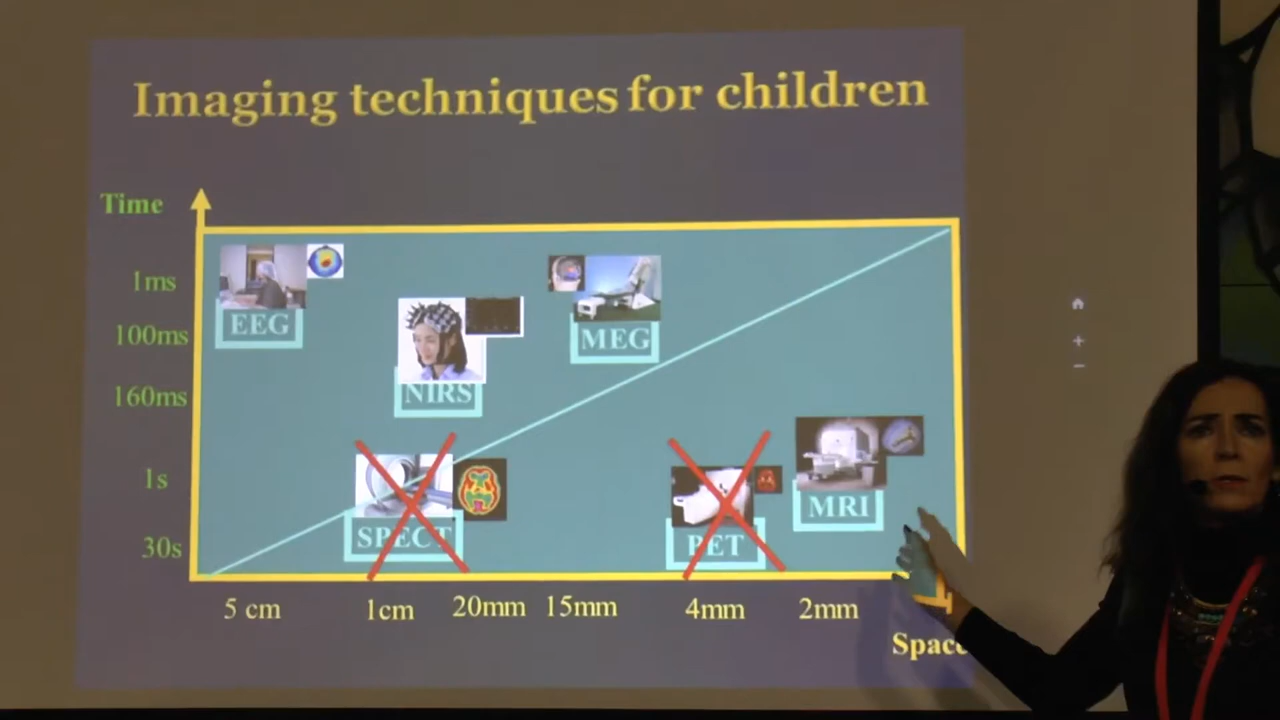 Imaging techniques for children
Time
1ms
100ms
160ms
1s
30s
EEG
NIRS
MEG
SPECT
PET
MRI
5 cm
1cm
20mm
15mm
4mm
2mm
Space